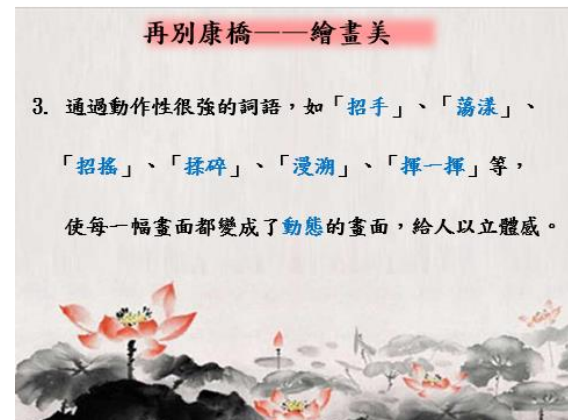 再別康橋——繪畫美
3. 通過動作性很強的詞語,如「招手」、「蕩漾」、
「招搖」、「揉碎」、「漫溯」、「揮一揮」等,
使每一幅畫面都變成了動態的畫面,給人以立體感。